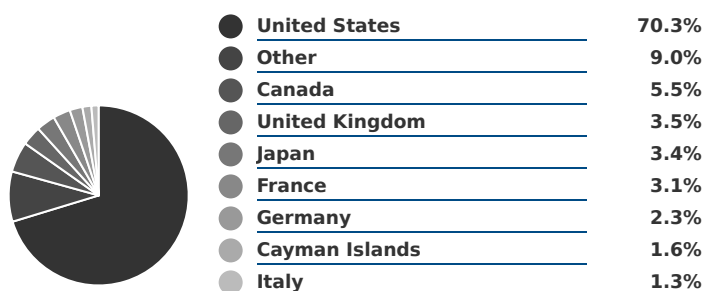 United States 70.3%
Other 9.0%
Canada 5.5%
United Kingdom 3.5%
Japan 3.4%
France 3.1%
Germany 2.3%
Cayman Islands 1.6%
Italy 1.3%